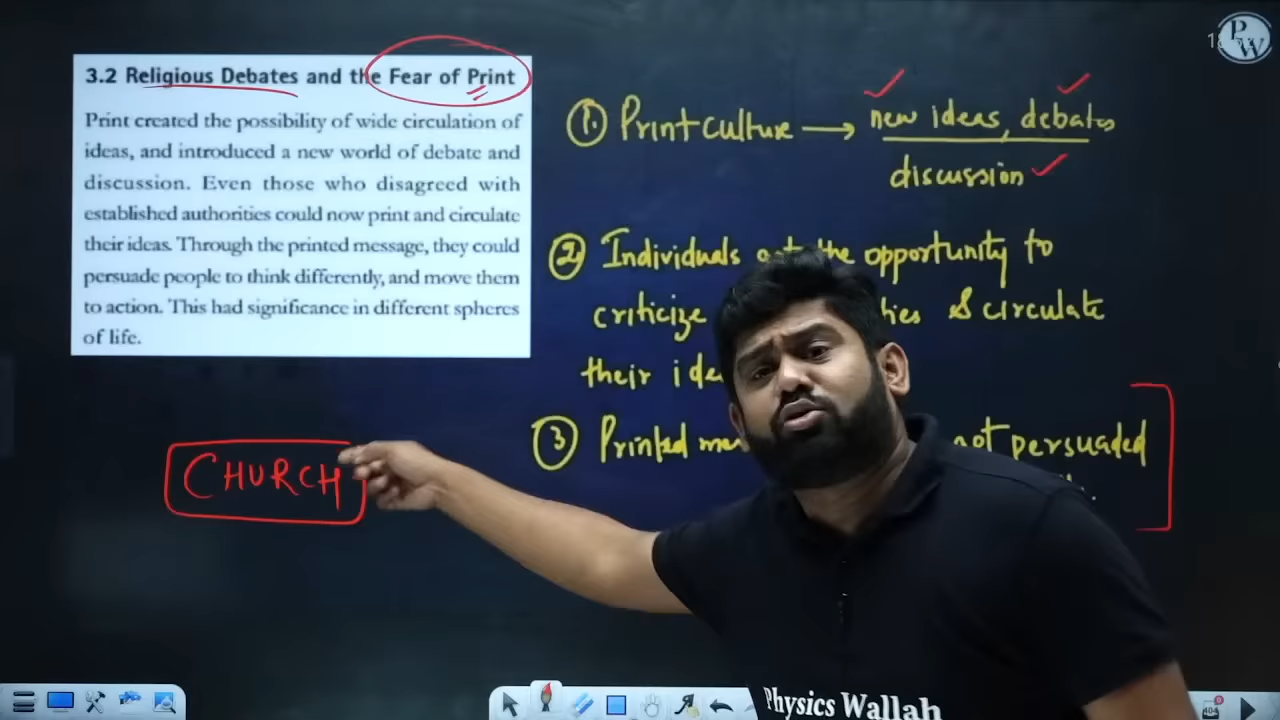 3.2 Religious Debates and the Fear of Print
Print created the possibility of wide circulation of
ideas, and introduced a new world of debate and
discussion. Even those who disagreed with
established authorities could now print and circulate
their ideas. Through the printed message, they could
persuade people to think differently, and move them
to action. This had significance in different spheres
of life.
CHURCH
1. Print culture → new ideas, debates
discussion
2 Individuals the opportunity to
criticize & circulate
their
3 Printed not persuaded
PW
Physics Wallah